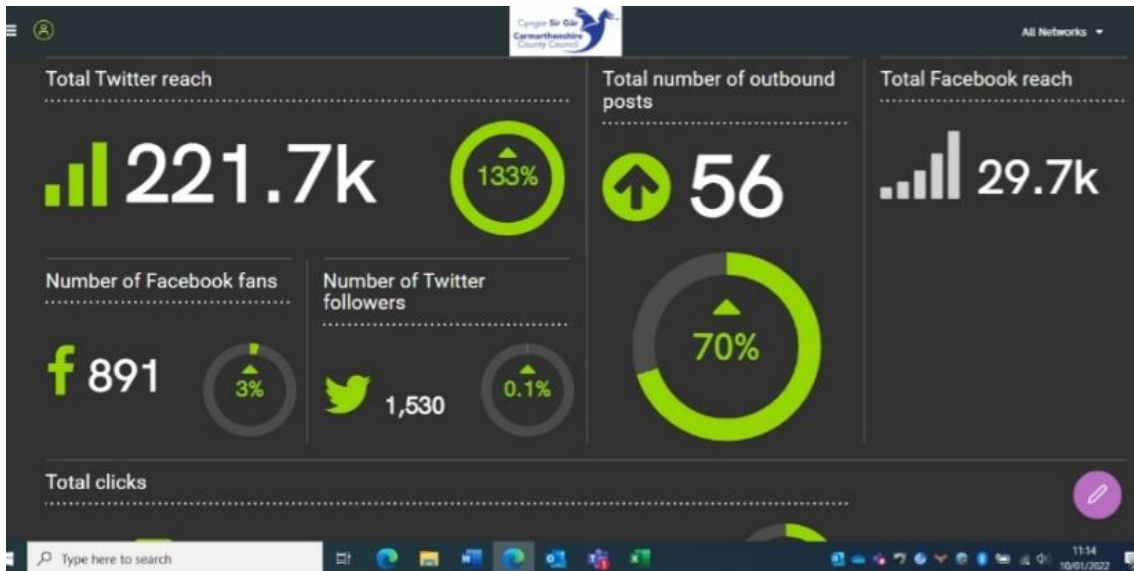 Cyngor Sir Gâr
Carmarthenshire
County Council
All Networks
Total Twitter reach
221.7k
133%
Total number of outbound
posts
56
70%
Total Facebook reach
29.7k
Number of Facebook fans
891
3%
Number of Twitter
followers
1,530
0.1%
Total clicks
Type here to search
11:14
10/01/2022